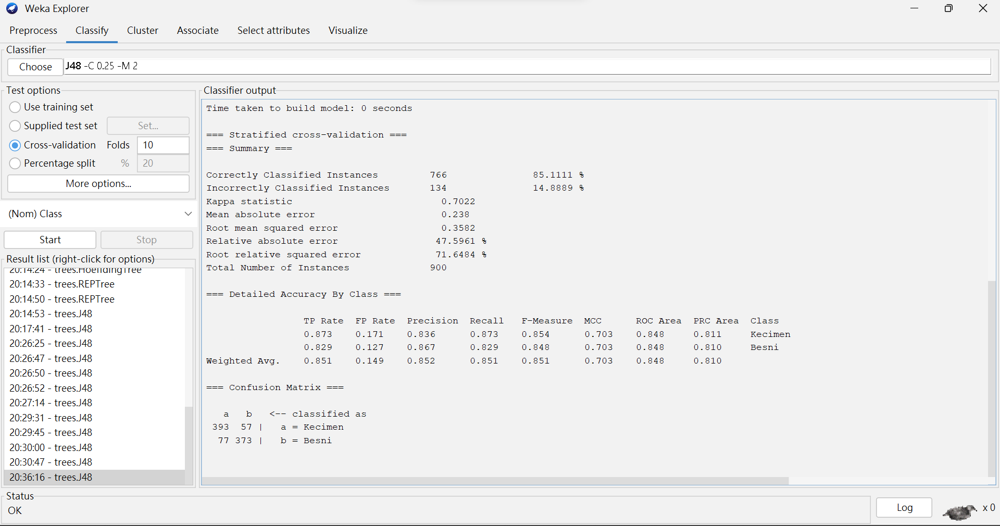 Weka Explorer
Preprocess Classify Cluster Associate Select attributes Visualize
Classifier
Choose J48 -C 0.25 -M 2
Test options
Use training set
Supplied test set Set...
Cross-validation Folds 10
Percentage split % 20
More options...
(Nom) Class
Start Stop
Result list (right-click for options)
20:14:24 - trees.HoeffdingTree
20:14:33 - trees.REPTree
20:14:50 - trees.REPTree
20:14:53 - trees.J48
20:17:41 - trees.J48
20:26:25 - trees.J48
20:26:47 - trees.J48
20:26:50 - trees.J48
20:26:52 - trees.J48
20:27:14 - trees.J48
20:29:31 - trees.J48
20:29:45 - trees.J48
20:30:00 - trees.J48
20:30:47 - trees.J48
20:36:16 - trees.J48
Classifier output
Time taken to build model: 0 seconds
=== Stratified cross-validation ===
=== Summary ===
Correctly Classified Instances 766 85.1111 %
Incorrectly Classified Instances 134 14.8889 %
Kappa statistic 0.7022
Mean absolute error 0.238
Root mean squared error 0.3582
Relative absolute error 47.5961 %
Root relative squared error 71.6484 %
Total Number of Instances 900
=== Detailed Accuracy By Class ===
TP Rate FP Rate Precision Recall F-Measure MCC ROC Area PRC Area Class
0.873 0.171 0.836 0.873 0.854 0.703 0.848 0.811 Kecimen
0.829 0.127 0.867 0.829 0.848 0.703 0.848 0.810 Besni
Weighted Avg. 0.851 0.149 0.852 0.851 0.851 0.703 0.848 0.810
=== Confusion Matrix ===
a b <-- classified as
393 57 | a = Kecimen
77 373 | b = Besni
Status
OK
Log x 0